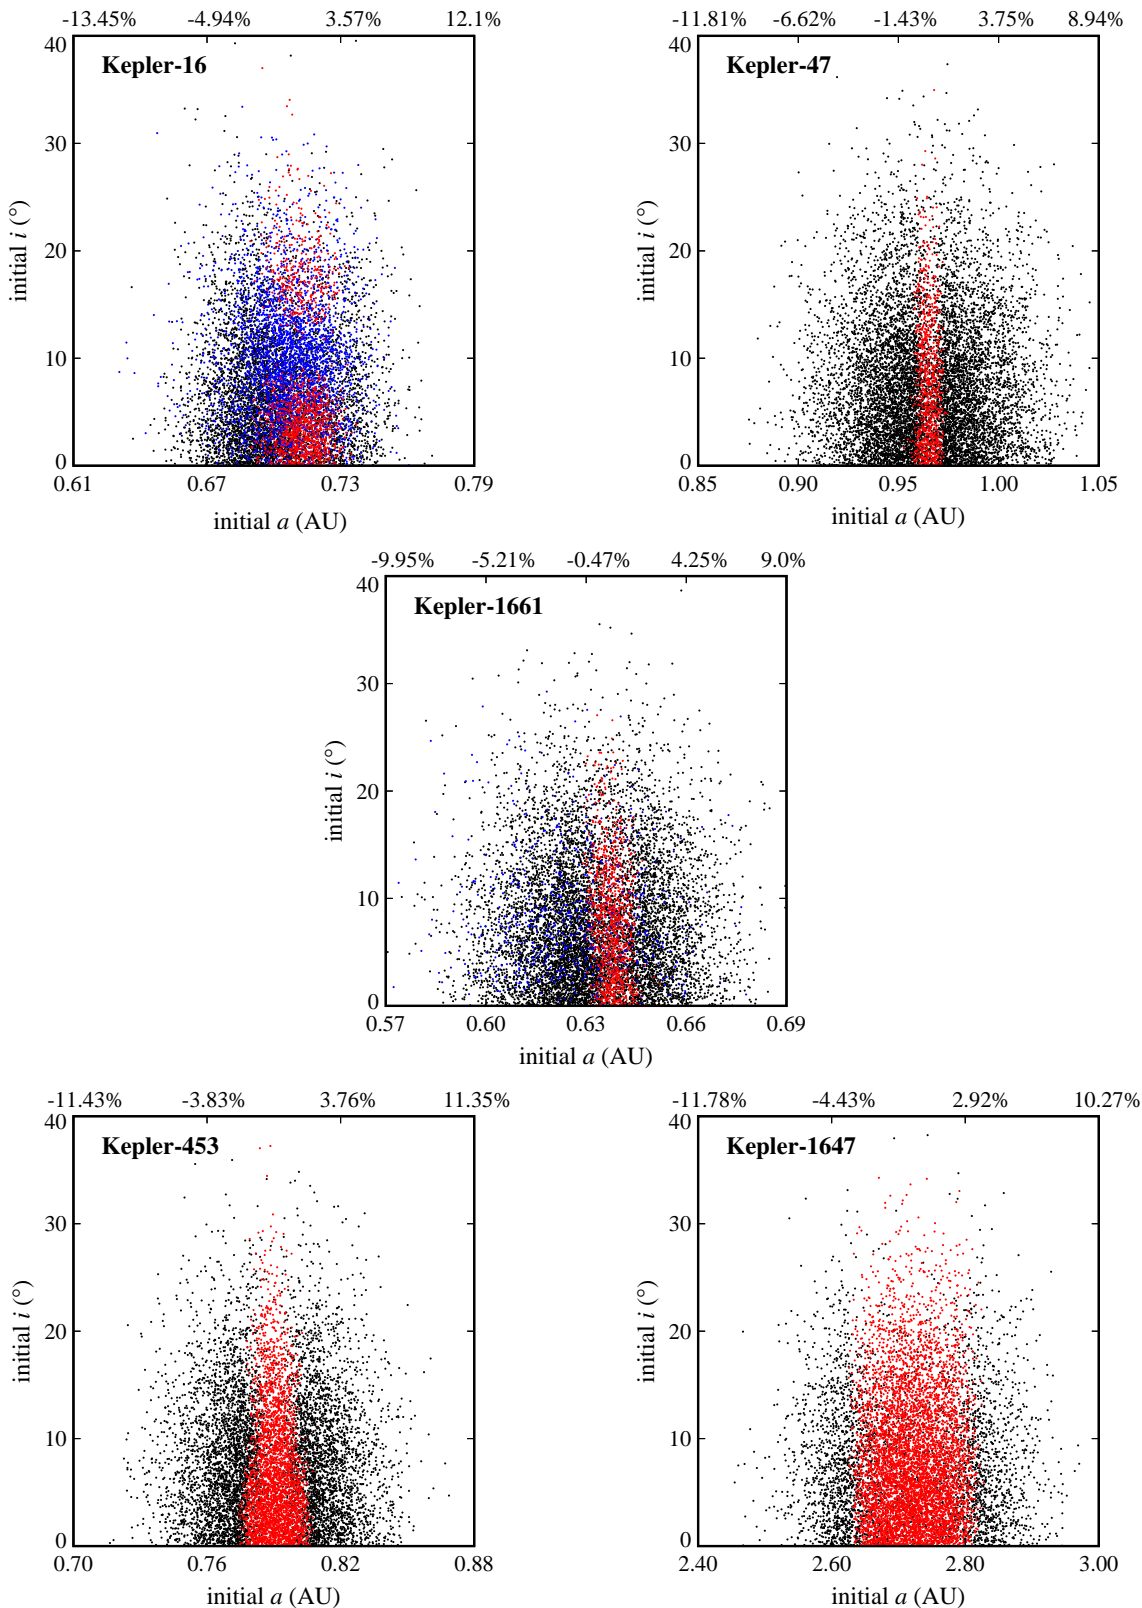 -13.45% -4.94% 3.57% 12.1%
Kepler-16
40
30
20
10
0
initial i (°)
0.61 0.67 0.73 0.79
initial a (AU)
-11.81% -6.62% -1.43% 3.75% 8.94%
Kepler-47
40
30
20
10
0
initial i (°)
0.85 0.90 0.95 1.00 1.05
initial a (AU)
-9.95% -5.21% -0.47% 4.25% 9.0%
Kepler-1661
40
30
20
10
0
initial i (°)
0.57 0.60 0.63 0.66 0.69
initial a (AU)
-11.43% -3.83% 3.76% 11.35%
Kepler-453
40
30
20
10
0
initial i (°)
0.70 0.76 0.82 0.88
initial a (AU)
-11.78% -4.43% 2.92% 10.27%
Kepler-1647
40
30
20
10
0
initial i (°)
2.40 2.60 2.80 3.00
initial a (AU)